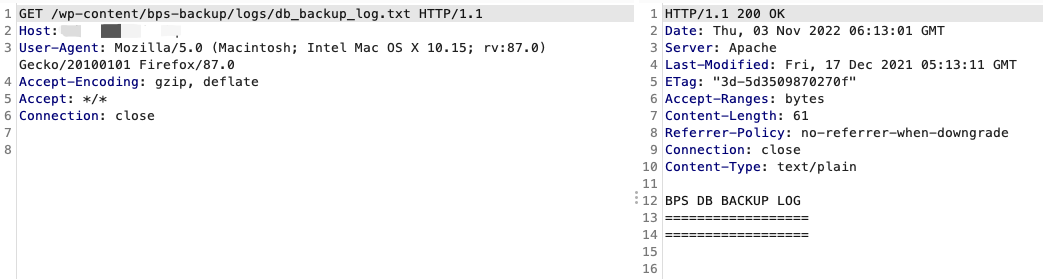 1 GET /wp-content/bps-backup/logs/db_backup_log.txt HTTP/1.1
2 Host:
3 User-Agent: Mozilla/5.0 (Macintosh; Intel Mac OS X 10.15; rv:87.0)
Gecko/20100101 Firefox/87.0
4 Accept-Encoding: gzip, deflate
5 Accept: */*
6 Connection: close
7
8
1 HTTP/1.1 200 OK
2 Date: Thu, 03 Nov 2022 06:13:01 GMT
3 Server: Apache
4 Last-Modified: Fri, 17 Dec 2021 05:13:11 GMT
5 ETag: "3d-5d3509870270f"
6 Accept-Ranges: bytes
7 Content-Length: 61
8 Referrer-Policy: no-referrer-when-downgrade
9 Connection: close
10 Content-Type: text/plain
11
12 BPS DB BACKUP LOG
13 ==================
14 ==================
15
16